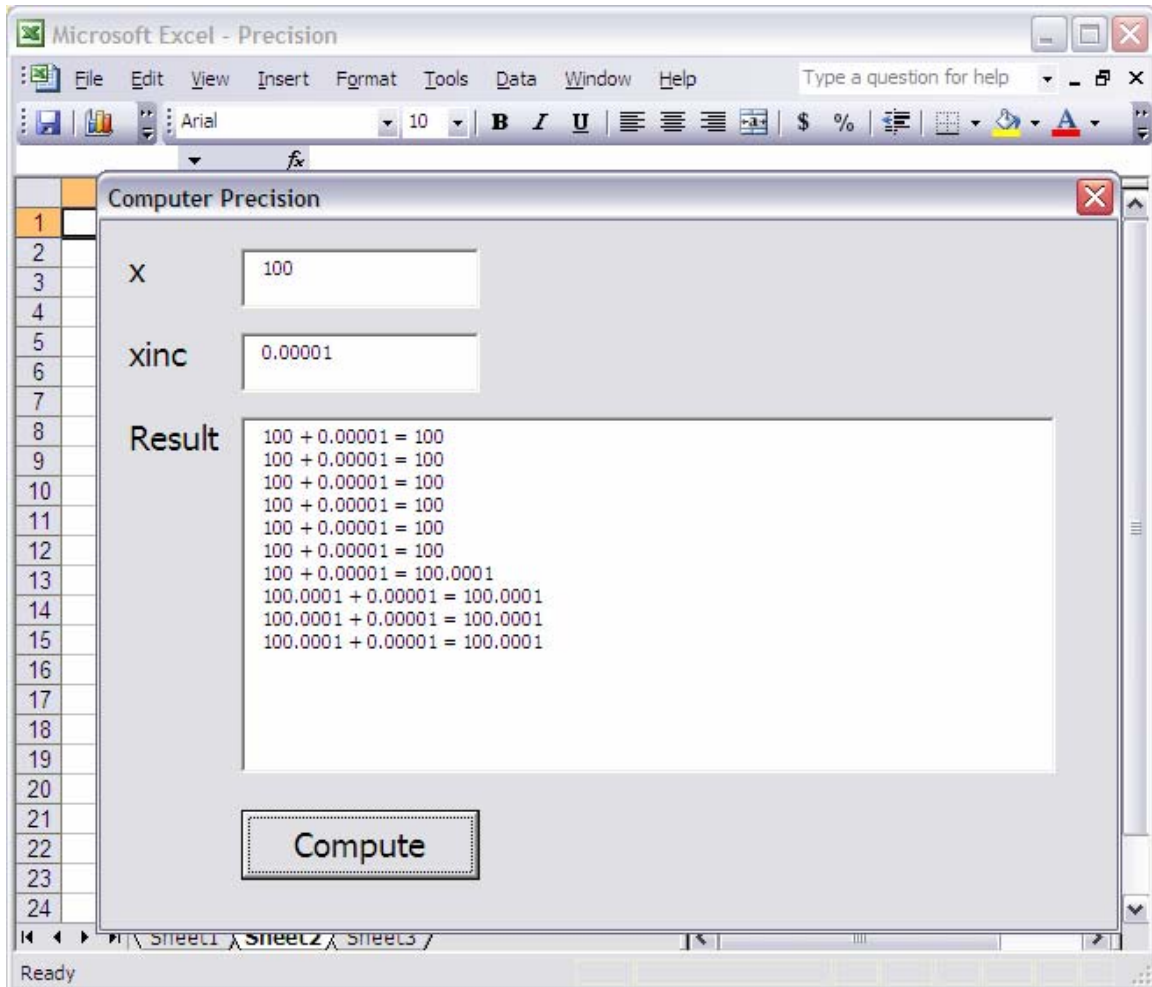 Microsoft Excel - Precision
File Edit View Insert Format Tools Data Window Help Type a question for help
Arial 10 B I U $ % A
fx
Computer Precision
1
2
3
4
5
6
7
8
9
10
11
12
13
14
15
16
17
18
19
20
21
22
23
24
x 100
xinc 0.00001
Result
100 + 0.00001 = 100
100 + 0.00001 = 100
100 + 0.00001 = 100
100 + 0.00001 = 100
100 + 0.00001 = 100
100 + 0.00001 = 100
100 + 0.00001 = 100.0001
100.0001 + 0.00001 = 100.0001
100.0001 + 0.00001 = 100.0001
100.0001 + 0.00001 = 100.0001
Compute
Sheet1 Sheet2 Sheet3
Ready